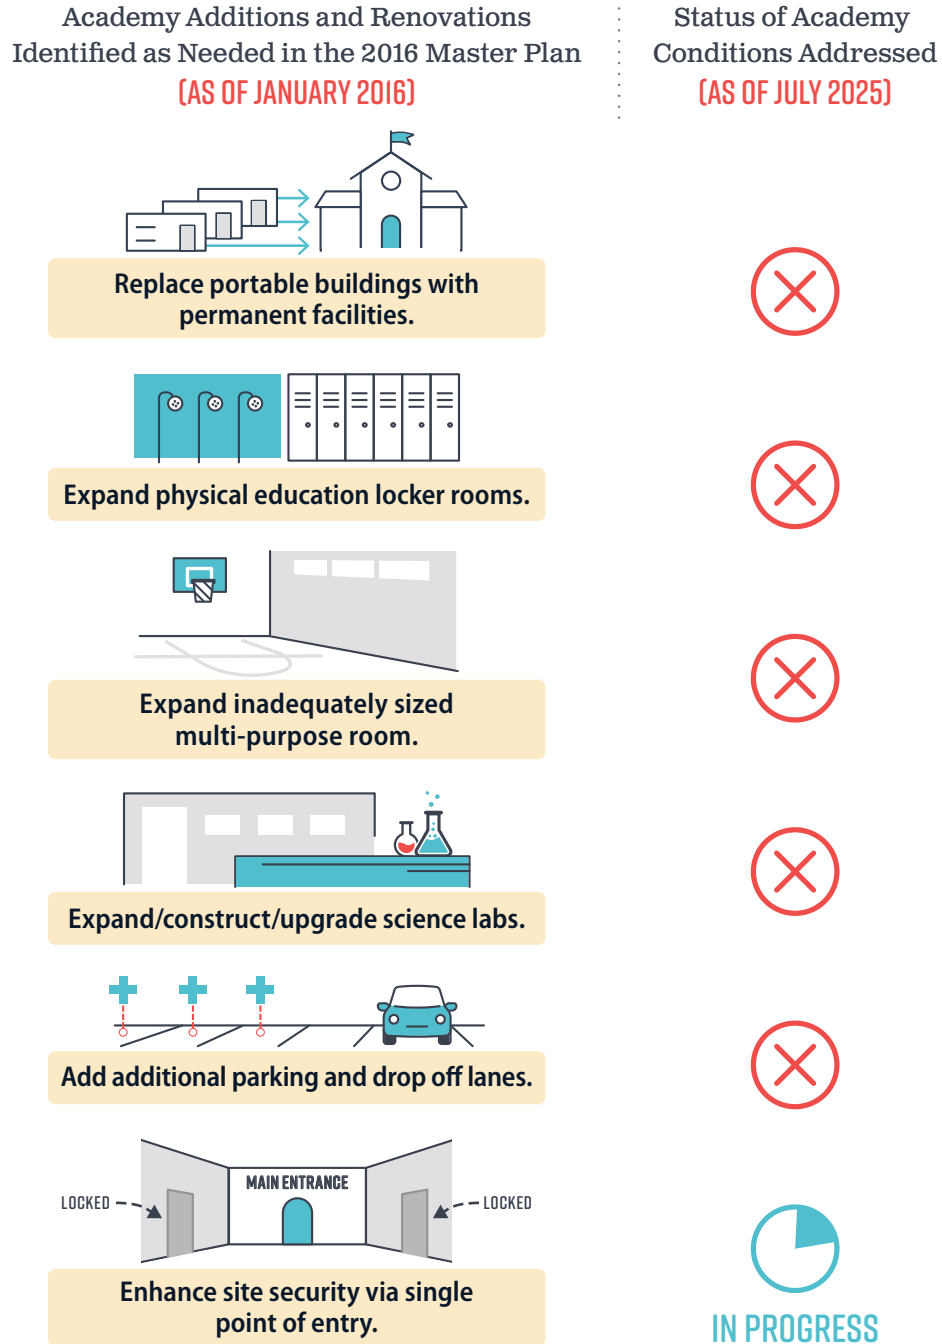 Academy Additions and Renovations
Identified as Needed in the 2016 Master Plan
(AS OF JANUARY 2016)
Status of Academy
Conditions Addressed
(AS OF JULY 2025)
Replace portable buildings with
permanent facilities.
Expand physical education locker rooms.
Expand inadequately sized
multi-purpose room.
Expand/construct/upgrade science labs.
Add additional parking and drop off lanes.
MAIN ENTRANCE
LOCKED
LOCKED
Enhance site security via single
point of entry.
IN PROGRESS